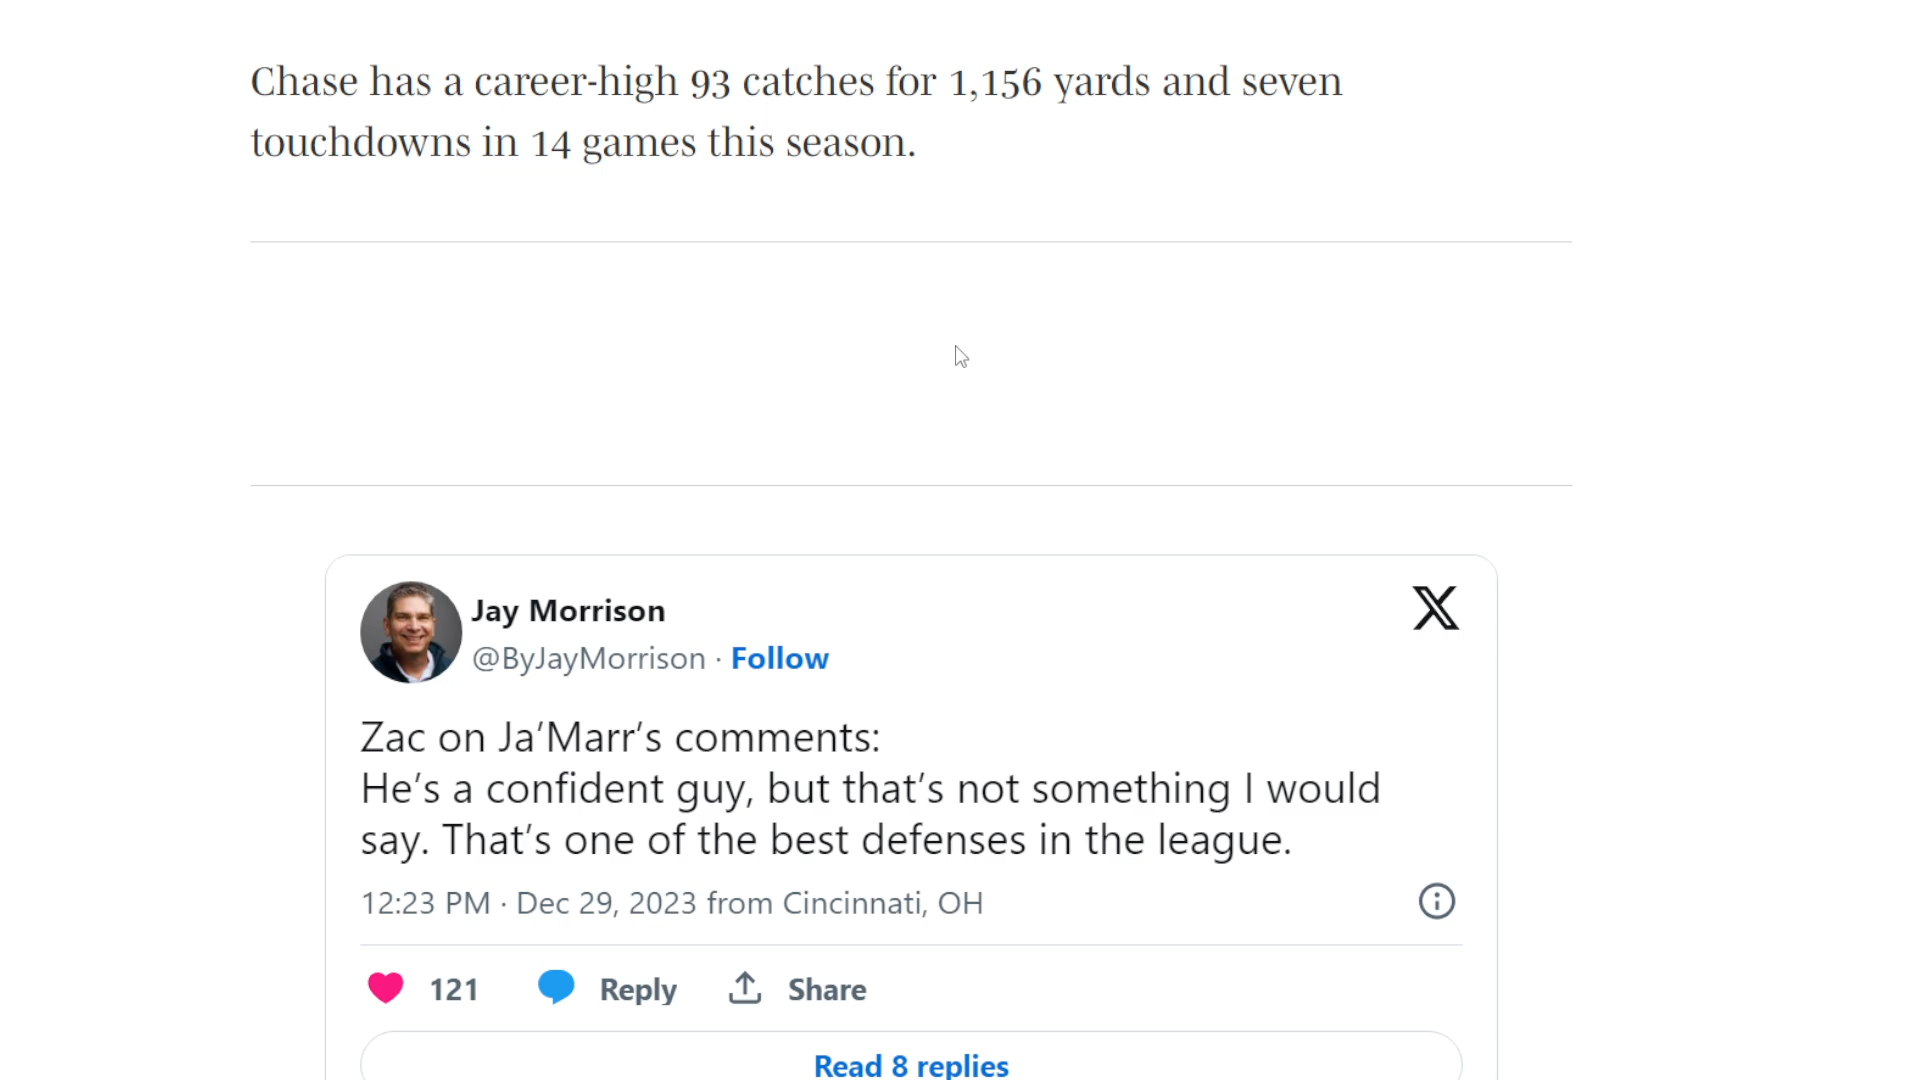 Chase has a career-high 93 catches for 1,156 yards and seven
touchdowns in 14 games this season.
Jay Morrison
@ByJayMorrison · Follow
Zac on Ja’Marr’s comments:
He’s a confident guy, but that’s not something I would
say. That’s one of the best defenses in the league.
12:23 PM · Dec 29, 2023 from Cincinnati, OH
121 Reply Share
Read 8 replies